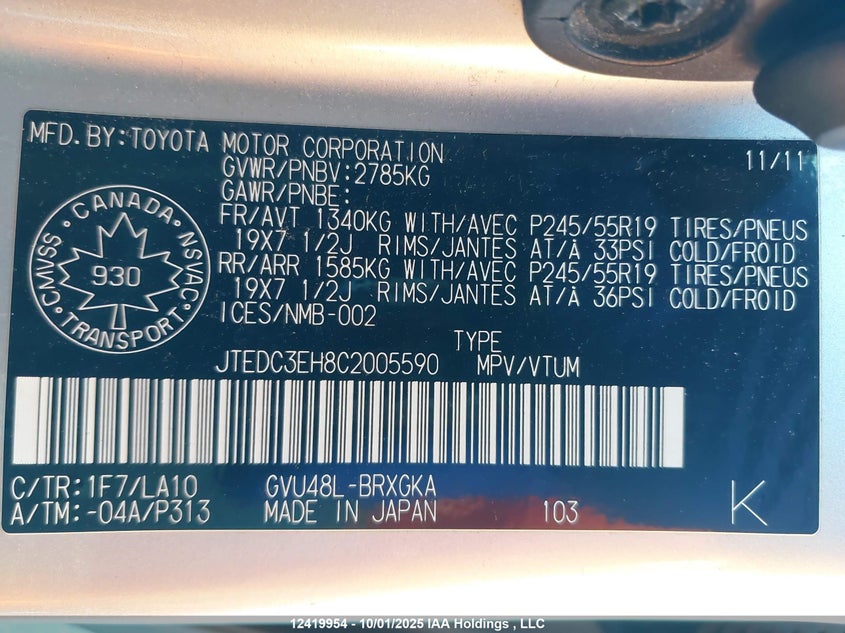 MFD. BY: TOYOTA MOTOR CORPORATION 11/11
GVWR/PNBV: 2785KG
GAWR/PNBE:
FR/AVT 1340KG WITH/AVEC P245/55R19 TIRES/PNEUS
19X7 1/2J RIMS/JANTES AT/À 33PSI COLD/FROID
RR/ARR 1585KG WITH/AVEC P245/55R19 TIRES/PNEUS
19X7 1/2J RIMS/JANTES AT/À 36PSI COLD/FROID
ICES/NMB-002
CANADA
CMVSS 930 NSVAC
TRANSPORT
TYPE
JTEDC3EH8C2005590 MPV/VTUM
C/TR: 1F7/LA10 GVU48L-BRXGKA
A/TM: -04A/P313 MADE IN JAPAN 103 K
12419954 - 10/01/2025 IAA Holdings , LLC